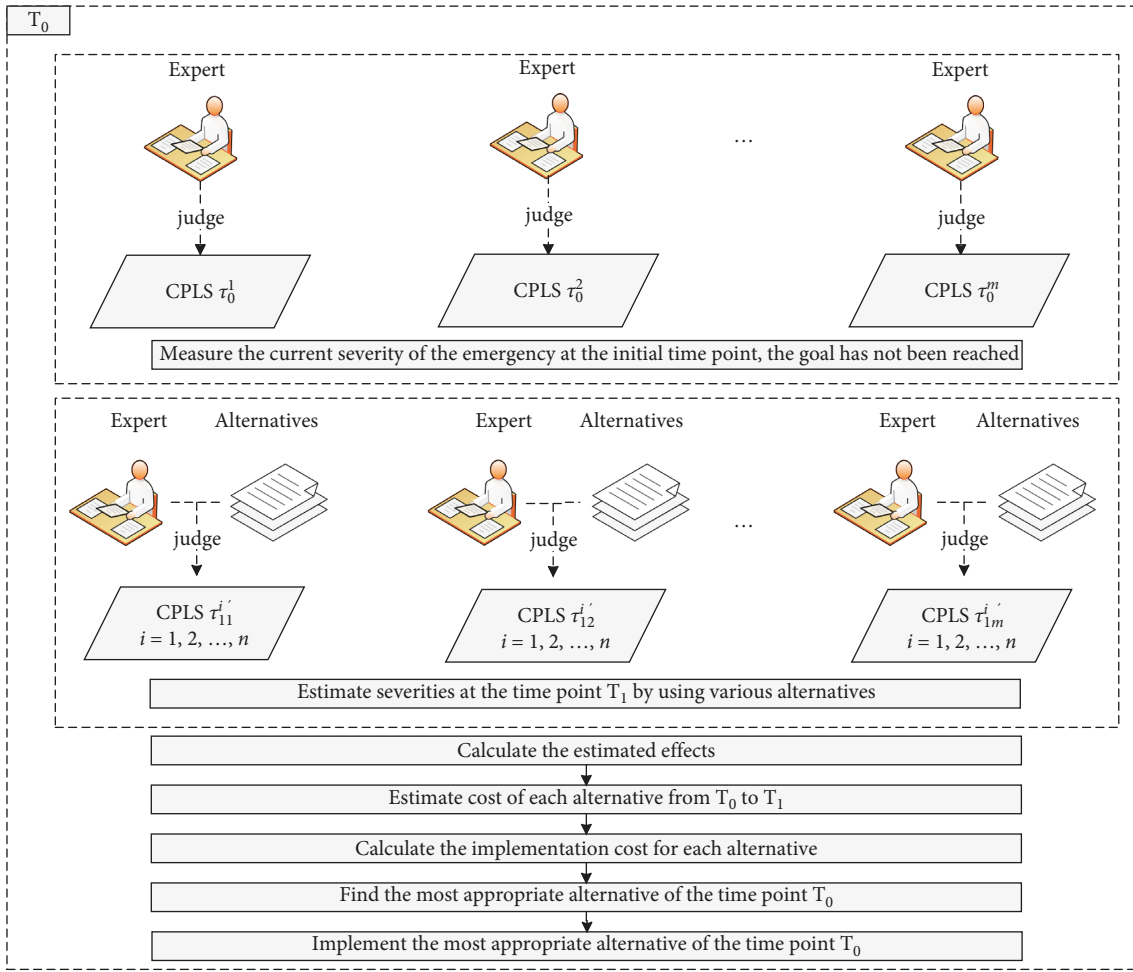 T₀
Expert Expert Expert
...
judge judge judge
CPLS τ₀¹ CPLS τ₀² CPLS τ₀ᵐ
Measure the current severity of the emergency at the initial time point, the goal has not been reached
Expert Alternatives Expert Alternatives Expert Alternatives
...
judge judge judge
CPLS τ₁₁ⁱ′ CPLS τ₁₂ⁱ′ CPLS τ₁ₘⁱ′
i = 1, 2, ..., n i = 1, 2, ..., n i = 1, 2, ..., n
Estimate severities at the time point T₁ by using various alternatives
Calculate the estimated effects
Estimate cost of each alternative from T₀ to T₁
Calculate the implementation cost for each alternative
Find the most appropriate alternative of the time point T₀
Implement the most appropriate alternative of the time point T₀